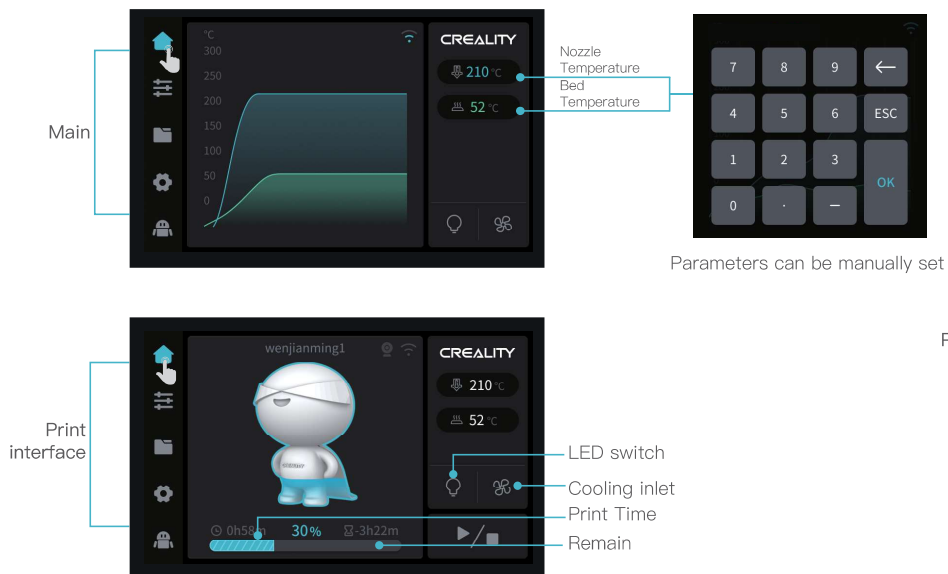 Main
°C
300
250
200
150
100
50
0
CREALITY
210 °C
52 °C
Nozzle
Temperature
Bed
Temperature
7 8 9 ←
4 5 6 ESC
1 2 3
OK
0 · —
Parameters can be manually set
Print
interface
wenjianming1
CREALITY
210 °C
52 °C
0h58m 30% -3h22m
LED switch
Cooling inlet
Print Time
Remain